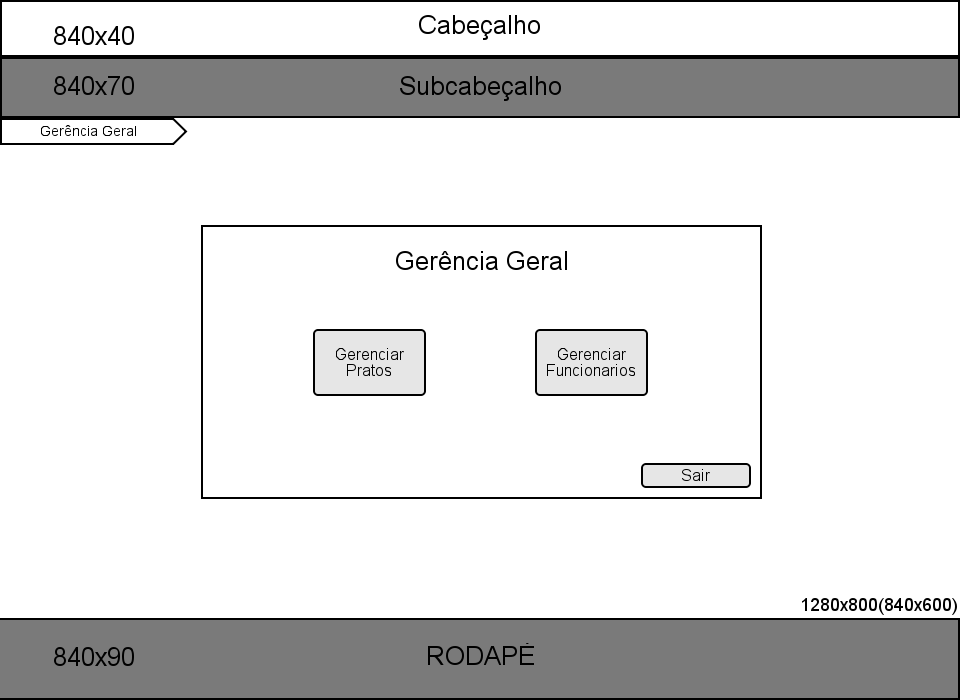 Cabeçalho
840x40
840x70
Subcabeçalho
Gerência Geral
Gerência Geral
Gerenciar
Pratos
Gerenciar
Funcionarios
Sair
1280x800(840x600)
840x90
RODAPÉ